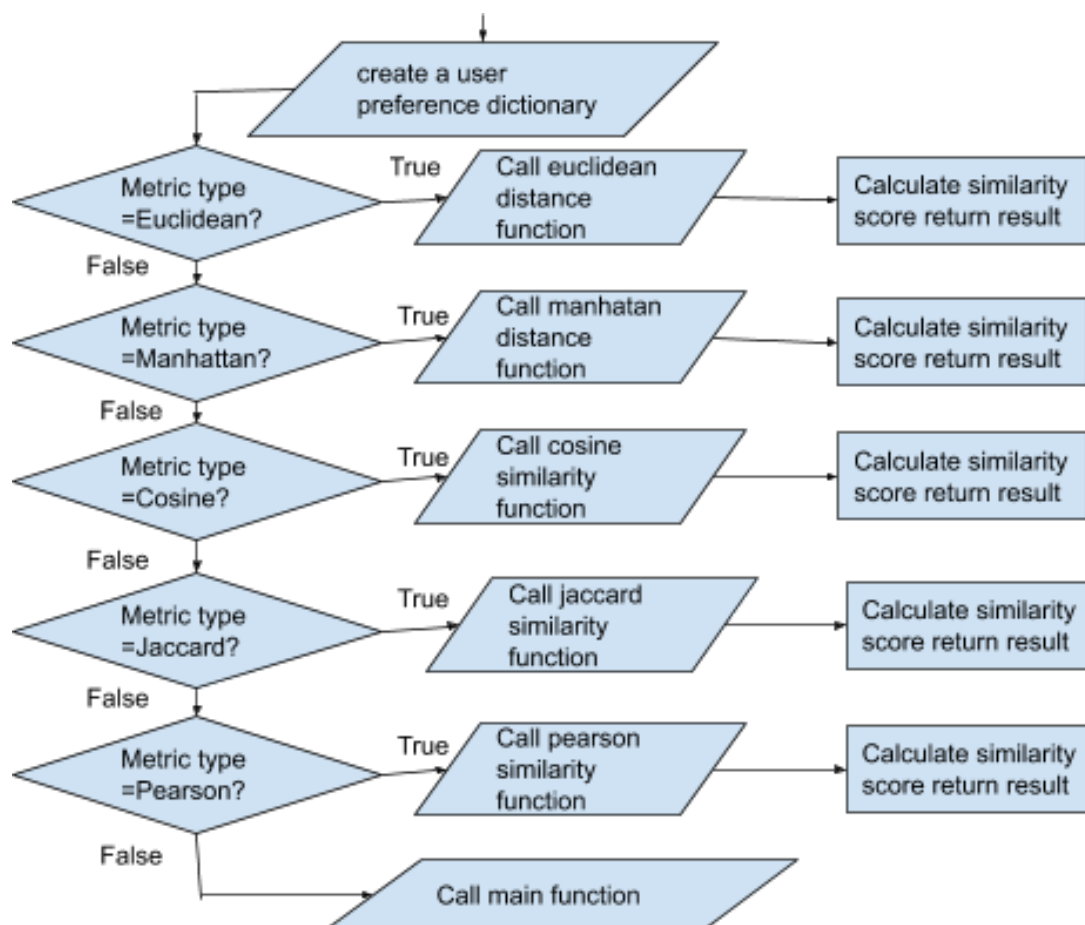 create a user
preference dictionary
Metric type
=Euclidean?
True
Call euclidean
distance
function
Calculate similarity
score return result
False
Metric type
=Manhattan?
True
Call manhatan
distance
function
Calculate similarity
score return result
False
Metric type
=Cosine?
True
Call cosine
similarity
function
Calculate similarity
score return result
False
Metric type
=Jaccard?
True
Call jaccard
similarity
function
Calculate similarity
score return result
False
Metric type
=Pearson?
True
Call pearson
similarity
function
Calculate similarity
score return result
False
Call main function